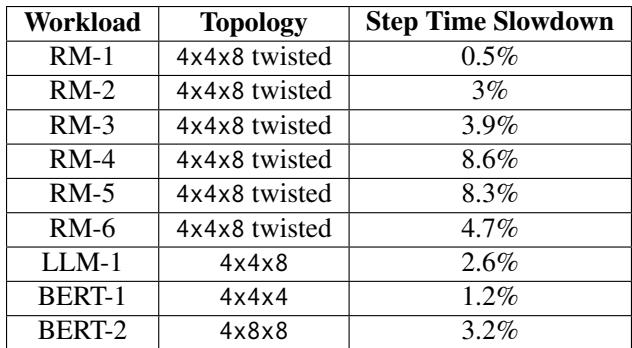 Workload Topology Step Time Slowdown
RM-1 4x4x8 twisted 0.5%
RM-2 4x4x8 twisted 3%
RM-3 4x4x8 twisted 3.9%
RM-4 4x4x8 twisted 8.6%
RM-5 4x4x8 twisted 8.3%
RM-6 4x4x8 twisted 4.7%
LLM-1 4x4x8 2.6%
BERT-1 4x4x4 1.2%
BERT-2 4x8x8 3.2%